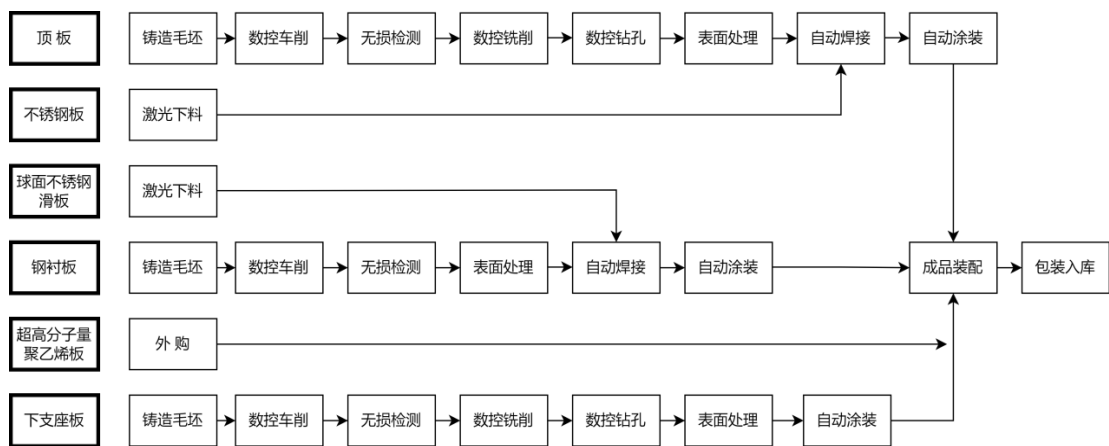 顶 板
铸造毛坯
数控车削
无损检测
数控铣削
数控钻孔
表面处理
自动焊接
自动涂装
不锈钢板
激光下料
球面不锈钢
滑板
激光下料
钢衬板
铸造毛坯
数控车削
无损检测
表面处理
自动焊接
自动涂装
成品装配
包装入库
超高分子量
聚乙烯板
外 购
下支座板
铸造毛坯
数控车削
无损检测
数控铣削
数控钻孔
表面处理
自动涂装